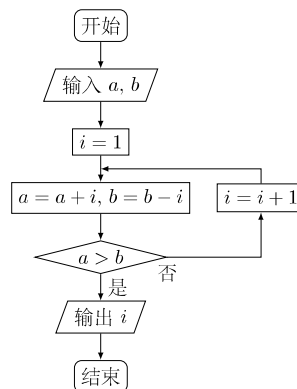 开始
输入 a, b
i = 1
a = a + i, b = b − i
i = i + 1
a > b
否
是
输出 i
结束